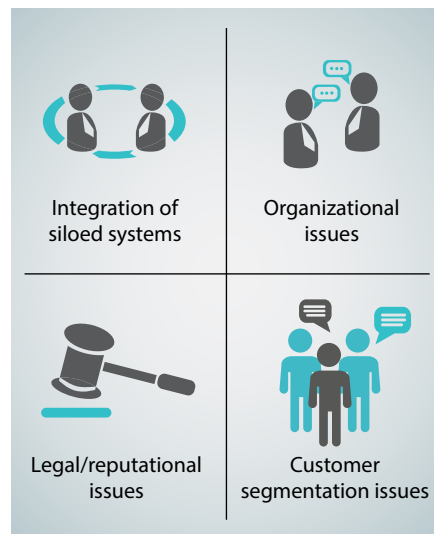 Integration of
siloed systems
Organizational
issues
Legal/reputational
issues
Customer
segmentation issues